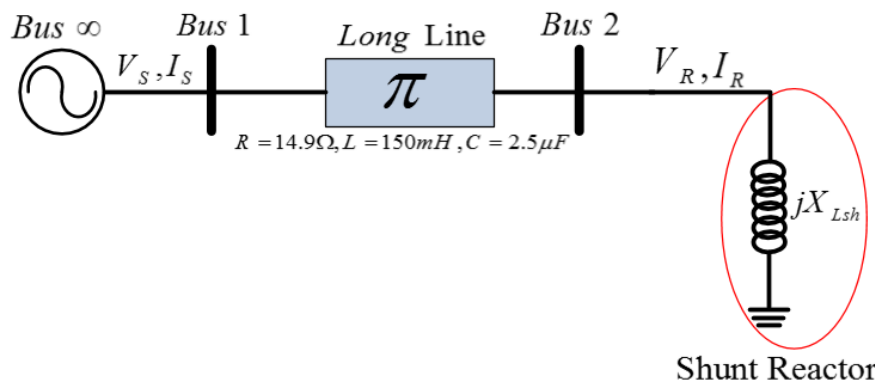 Bus ∞
V_S, I_S
Bus 1
Long Line
π
R = 14.9Ω, L = 150mH, C = 2.5μF
Bus 2
V_R, I_R
jX_Lsh
Shunt Reactor